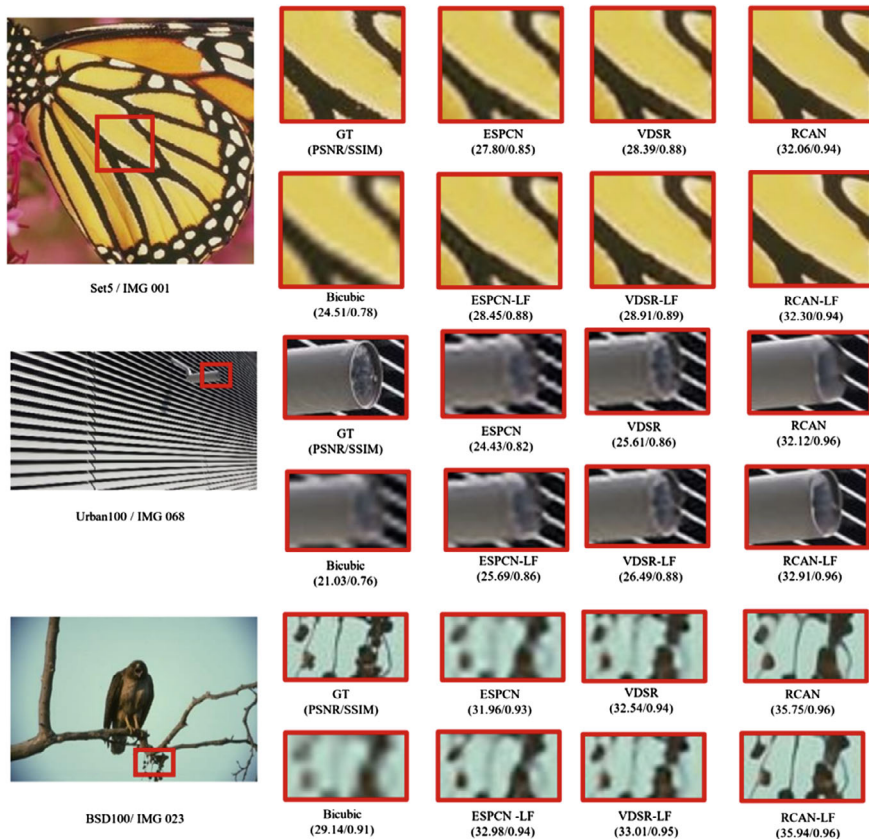 GT
(PSNR/SSIM)
ESPCN
(27.80/0.85)
VDSR
(28.39/0.88)
RCAN
(32.06/0.94)
Set5 / IMG 001
Bicubic
(24.51/0.78)
ESPCN-LF
(28.45/0.88)
VDSR-LF
(28.91/0.89)
RCAN-LF
(32.30/0.94)
GT
(PSNR/SSIM)
ESPCN
(24.43/0.82)
VDSR
(25.61/0.86)
RCAN
(32.12/0.96)
Urban100 / IMG 068
Bicubic
(21.03/0.76)
ESPCN-LF
(25.69/0.86)
VDSR-LF
(26.49/0.88)
RCAN-LF
(32.91/0.96)
GT
(PSNR/SSIM)
ESPCN
(31.96/0.93)
VDSR
(32.54/0.94)
RCAN
(35.75/0.96)
BSD100/ IMG 023
Bicubic
(29.14/0.91)
ESPCN -LF
(32.98/0.94)
VDSR-LF
(33.01/0.95)
RCAN-LF
(35.94/0.96)